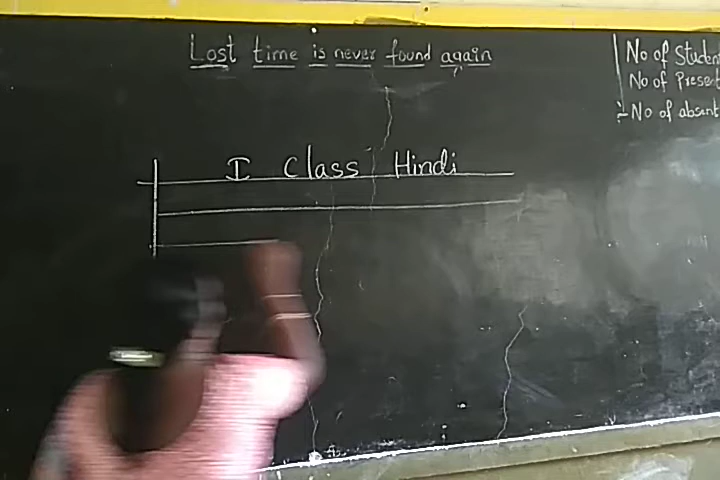 Lost time is never found again
No of Student
No of Present
No of absent
I Class Hindi